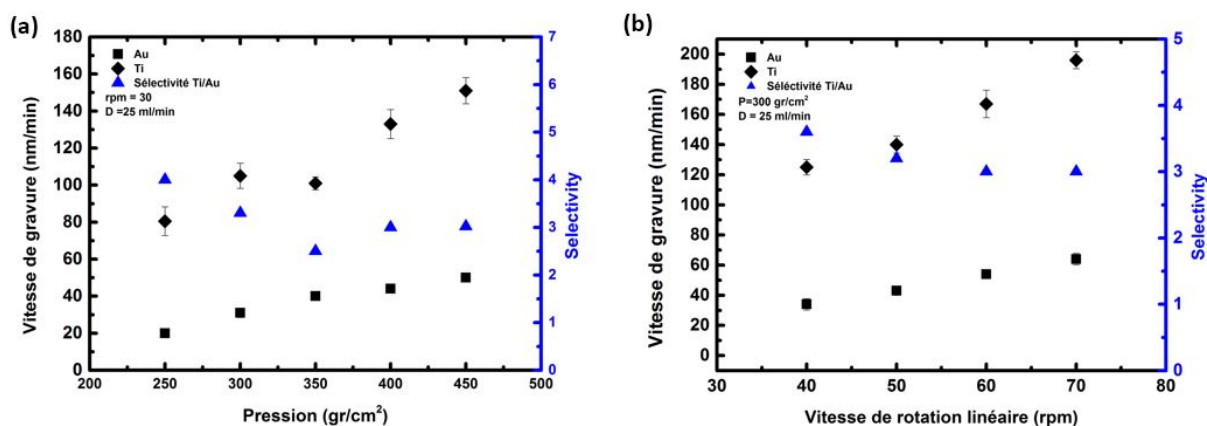 (a)
180
160
140
120
100
80
60
40
20
0
Vitesse de gravure (nm/min)
Au
Ti
Sélectivité Ti/Au
rpm = 30
D =25 ml/min
7
6
5
4
3
2
1
0
Selectivity
200 250 300 350 400 450 500
Pression (gr/cm²)
(b)
200
180
160
140
120
100
80
60
40
20
0
Vitesse de gravure (nm/min)
Au
Ti
Séléctivité Ti/Au
P=300 gr/cm²
D = 25 ml/min
5
4
3
2
1
0
Selectivity
30 40 50 60 70 80
Vitesse de rotation linéaire (rpm)